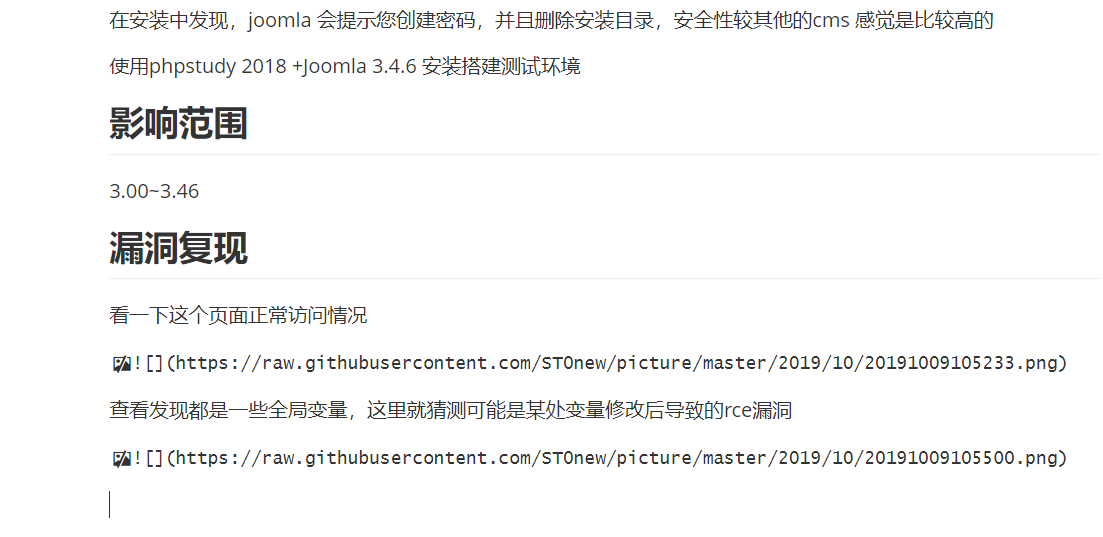 在安装中发现，joomla 会提示您创建密码，并且删除安装目录，安全性较其他的cms 感觉是比较高的
使用phpstudy 2018 +Joomla 3.4.6 安装搭建测试环境
影响范围
3.00~3.46
漏洞复现
看一下这个页面正常访问情况
![](https://raw.githubusercontent.com/ST0new/picture/master/2019/10/20191009105233.png)
查看发现都是一些全局变量，这里就猜测可能是某处变量修改后导致的rce漏洞
![](https://raw.githubusercontent.com/ST0new/picture/master/2019/10/20191009105500.png)